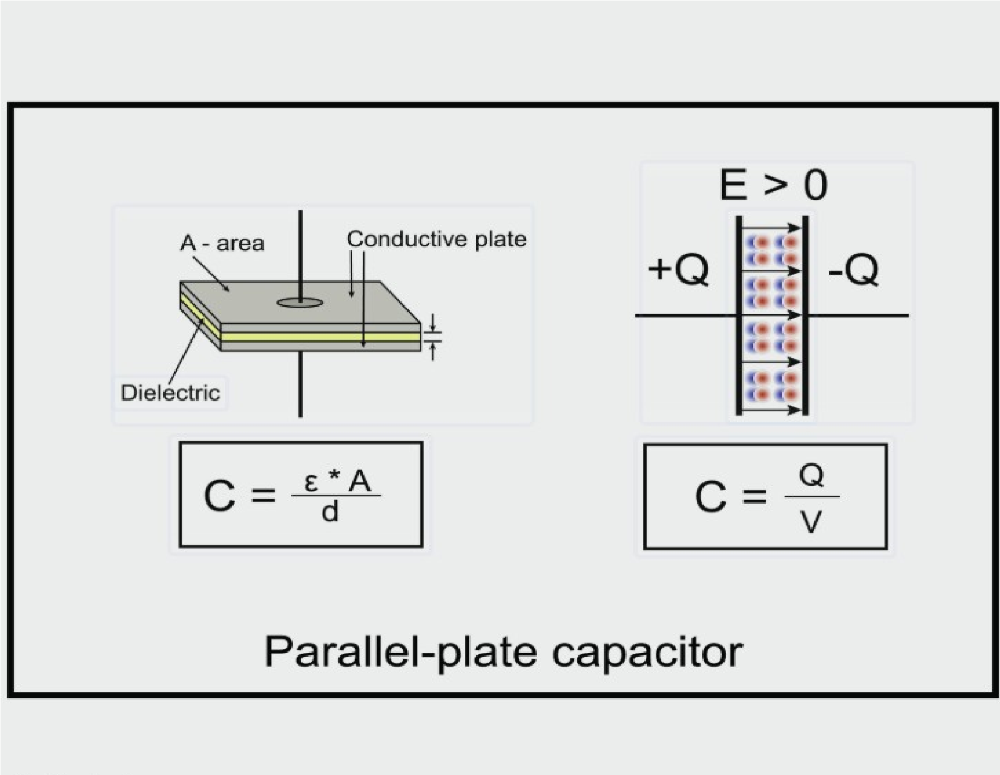 A - area
Conductive plate
Dielectric
C = ε * A / d
E > 0
+Q
-Q
C = Q / V
Parallel-plate capacitor